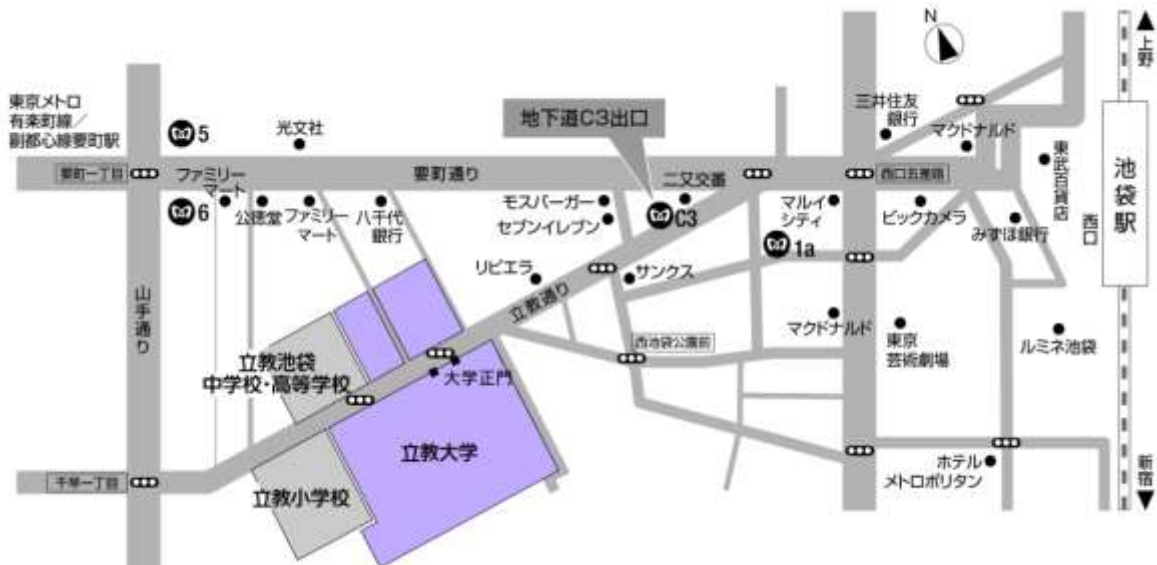 N
上野
東京メトロ
有楽町線/
副都心線要町駅
5
光文社
地下道C3出口
三井住友
銀行
マクドナルド
池袋駅
東武百貨店
西口
要町一丁目
ファミリー
マート
要町通り
二又交番
西口五差路
6
公徳堂
ファミリー
マート
八千代
銀行
モスバーガー
セブンイレブン
C3
マルイ
シティ
1a
ビックカメラ
みずほ銀行
山手通り
リビエラ
立教通り
サンクス
マクドナルド
東京
芸術劇場
ルミネ池袋
西池袋公園前
立教池袋
中学校・高等学校
大学正門
立教大学
千早一丁目
立教小学校
ホテル
メトロポリタン
新宿